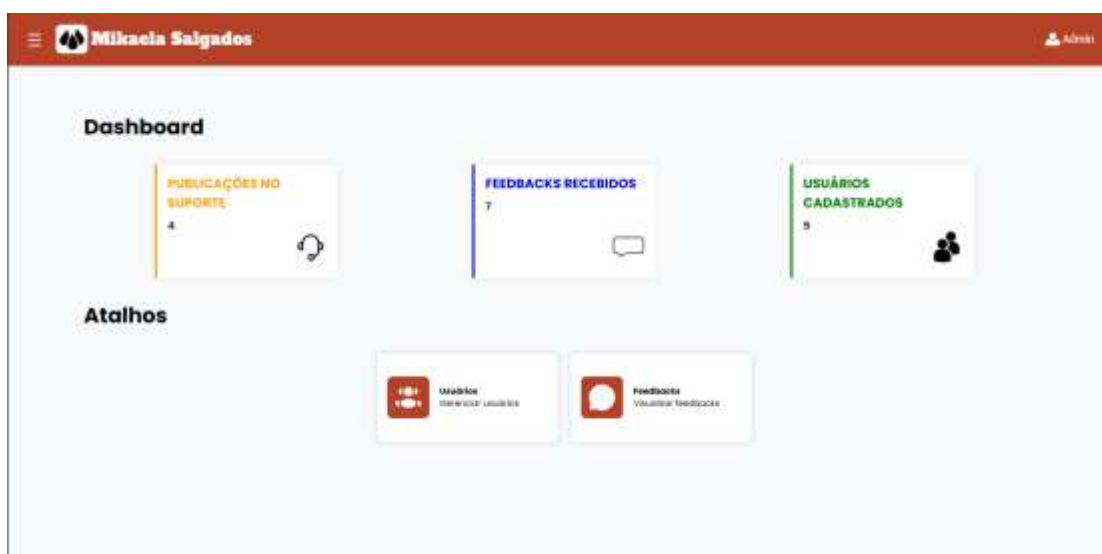 Mikaela Salgados
Admin
Dashboard
PUBLICAÇÕES NO
SUPORTE
4
FEEDBACKS RECEBIDOS
7
USUÁRIOS
CADASTRADOS
5
Atalhos
Usuários
Gerenciar usuários
Feedbacks
Visualizar feedbacks